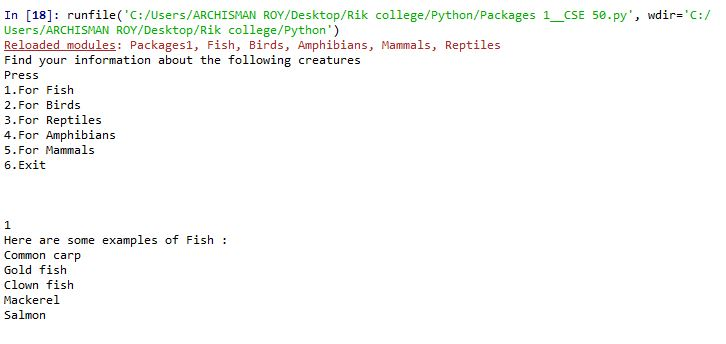 In [18]: runfile('C:/Users/ARCHISMAN ROY/Desktop/Rik college/Python/Packages 1__CSE 50.py', wdir='C:/
Users/ARCHISMAN ROY/Desktop/Rik college/Python')
Reloaded modules: Packages1, Fish, Birds, Amphibians, Mammals, Reptiles
Find your information about the following creatures
Press
1.For Fish
2.For Birds
3.For Reptiles
4.For Amphibians
5.For Mammals
6.Exit
1
Here are some examples of Fish :
Common carp
Gold fish
Clown fish
Mackerel
Salmon